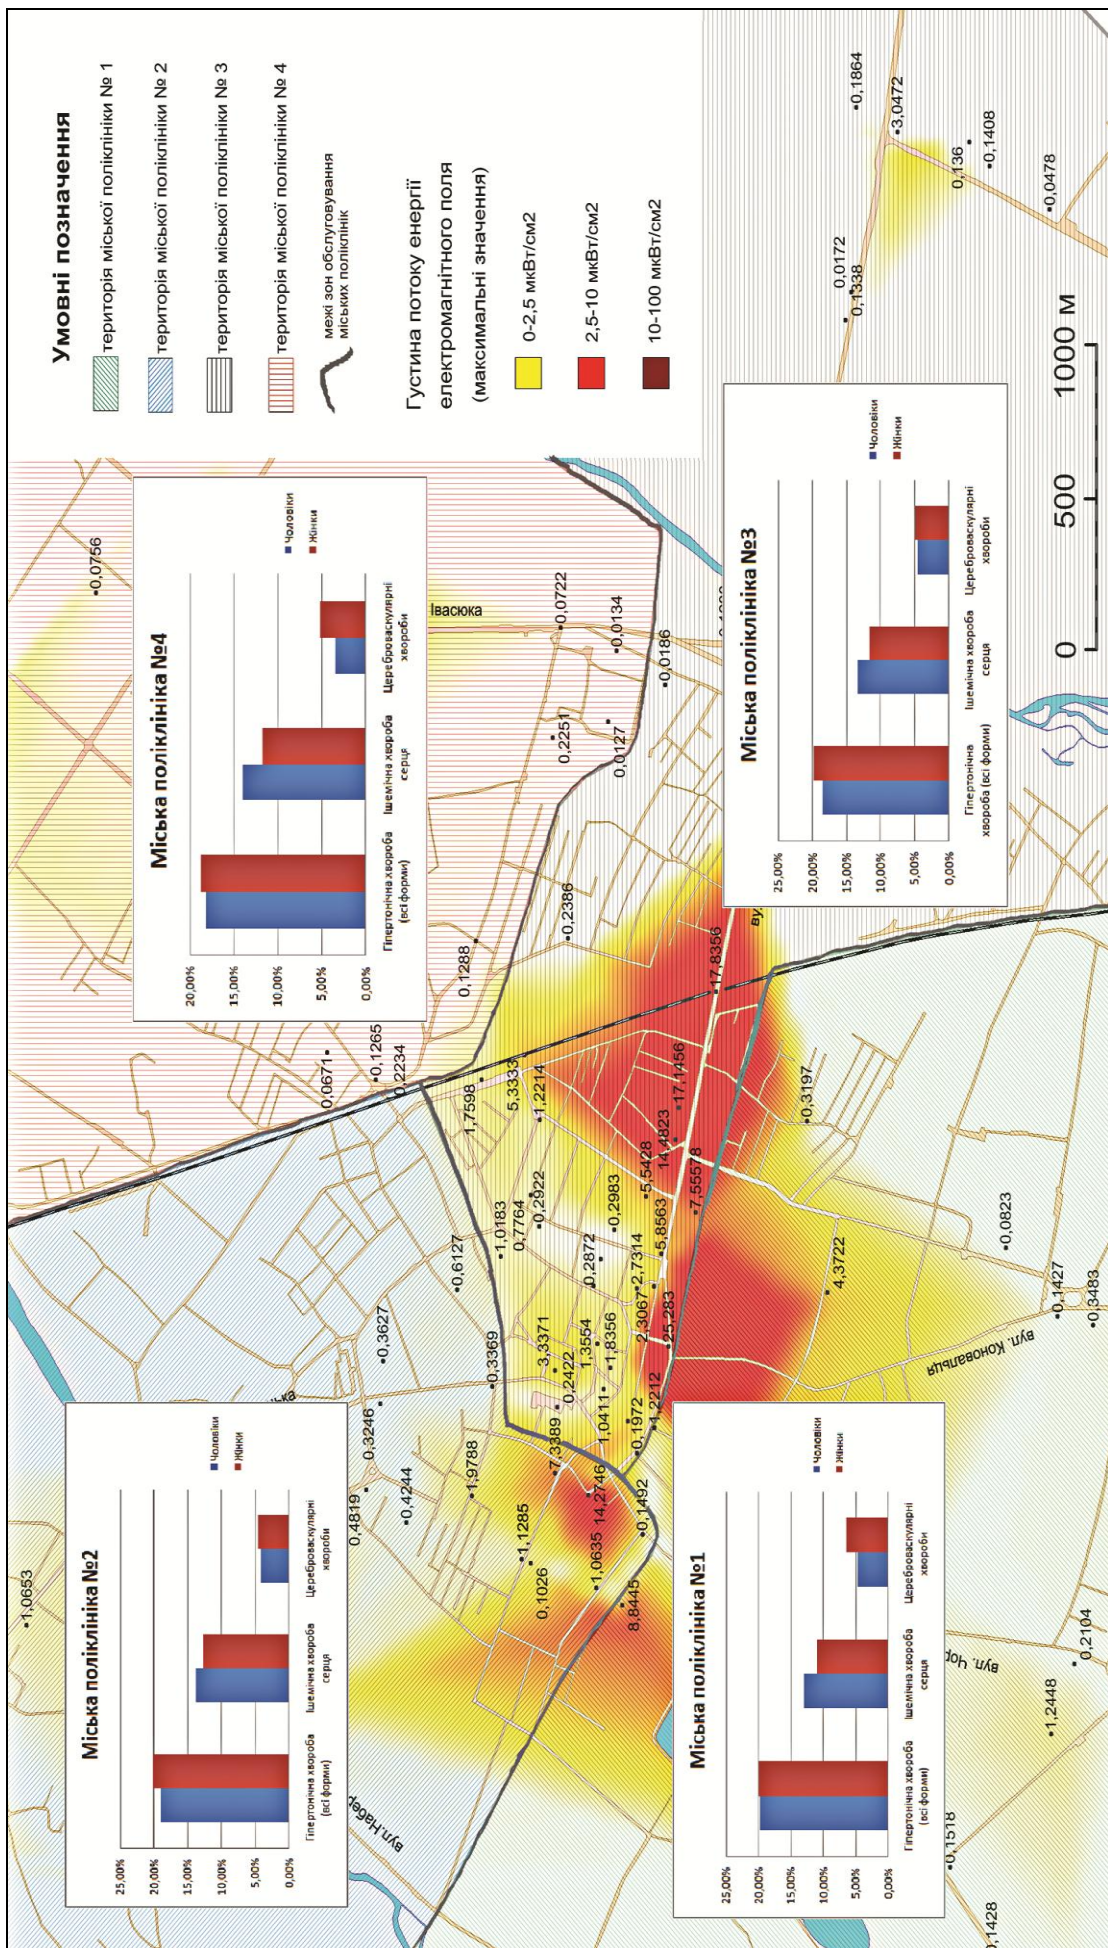 Умовні позначення
територія міської поліклініки № 1
територія міської поліклініки № 2
територія міської поліклініки № 3
територія міської поліклініки № 4
межі зон обслуговування
міських поліклінік
Густина потоку енергії
електромагнітного поля
(максимальні значення)
0-2,5 мкВт/см2
2,5-10 мкВт/см2
10-100 мкВт/см2
Міська поліклініка №2
25,00%
20,00%
15,00%
10,00%
5,00%
0,00%
Гіпертонічна хвороба
(всі форми)
Ішемічна хвороба
серця
Цереброваскулярні
хвороби
Чоловіки
Жінки
Міська поліклініка №4
20,00%
15,00%
10,00%
5,00%
0,00%
Гіпертонічна хвороба
(всі форми)
Ішемічна хвороба
серця
Цереброваскулярні
хвороби
Чоловіки
Жінки
Міська поліклініка №1
25,00%
20,00%
15,00%
10,00%
5,00%
0,00%
Гіпертонічна хвороба
(всі форми)
Ішемічна хвороба
серця
Цереброваскулярні
хвороби
Чоловіки
Жінки
Міська поліклініка №3
25,00%
20,00%
15,00%
10,00%
5,00%
0,00%
Гіпертонічна
хвороба (всі форми)
Ішемічна хвороба
серця
Цереброваскулярні
хвороби
Чоловіки
Жінки
1,0653
0,0756
0,0671
0,1265
0,2234
0,3627
0,3246
0,4819
0,4244
0,6127
0,1288
Івасюка
вул.Набер
ька
1,9788
0,3369
1,0183
1,7598
5,3333
1,2214
0,7764
0,2922
0,0722
0,2251
0,0134
0,0127
0,0186
0,2386
1,1285
0,1026
7,3389
3,3371
0,2422
1,3554
1,8356
1,0411
0,2872
0,2983
14,2746
1,0635
8,8445
0,1492
0,1972
1,2212
2,3067
2,7314
25,283
5,8563
5,5428
14,4823
17,1456
7,55578
17,8356
вул
0,3197
4,3722
0,0823
вул. Коновальця
0,1427
0,3483
вул. Чор
0,2104
1,2448
0,1518
0,1428
0,1864
3,0472
0,0172
0,1338
0,136
0,1408
0,0478
0
500
1000 м